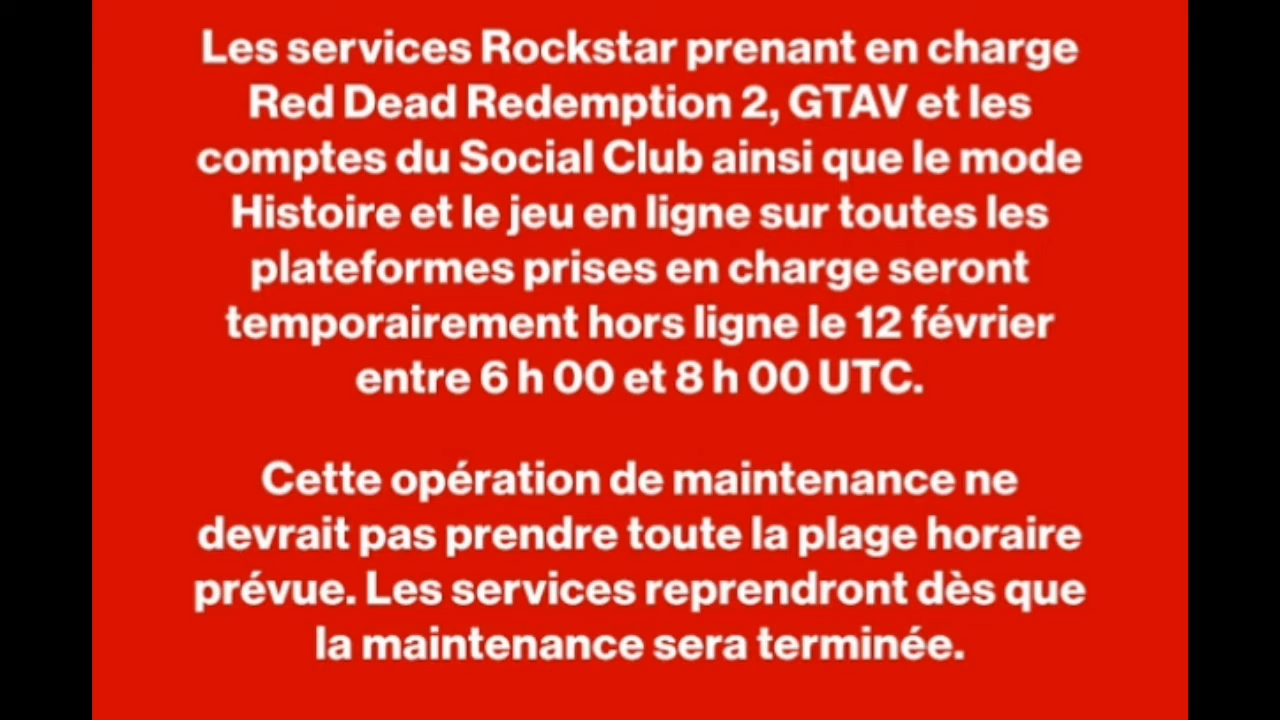 Les services Rockstar prenant en charge
Red Dead Redemption 2, GTAV et les
comptes du Social Club ainsi que le mode
Histoire et le jeu en ligne sur toutes les
plateformes prises en charge seront
temporairement hors ligne le 12 février
entre 6 h 00 et 8 h 00 UTC.
Cette opération de maintenance ne
devrait pas prendre toute la plage horaire
prévue. Les services reprendront dès que
la maintenance sera terminée.